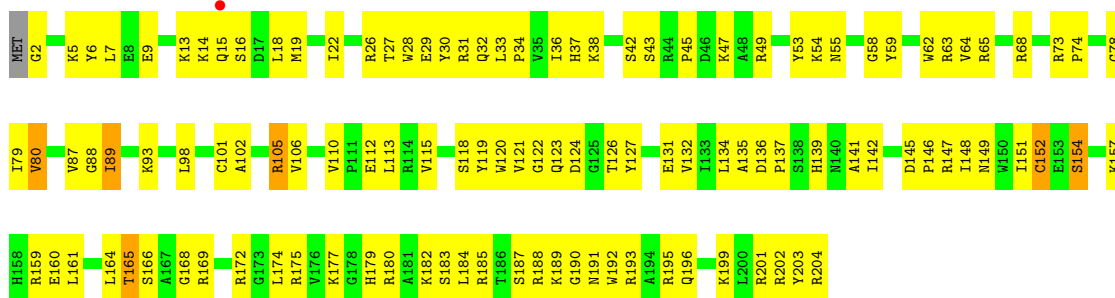 MET G2 K5 Y6 L7 E8 E9 K13 K14 Q15 S16 D17 L18 M19 I22 R26 T27 W28 E29 Y30 R31 Q32 L33 P34 V35 I36 H37 K38 S42 S43 R44 P45 D46 K47 A48 R49 Y53 K54 N55 G58 Y59 W62 R63 V64 R65 R68 R73 P74 G78
I79 V80 V87 G88 I89 K93 L98 C101 A102 R105 V106 V110 P111 E112 L113 R114 V115 S118 Y119 W120 V121 G122 Q123 D124 G125 T126 Y127 E131 V132 I133 L134 A135 D136 P137 S138 H139 N140 A141 I142 D145 P146 R147 I148 N149 W150 I151 C152 E153 S154 K157
H158 R159 E160 L161 L164 T165 S166 A167 G168 R169 R172 G173 L174 R175 V176 K177 G178 H179 R180 A181 K182 S183 L184 R185 T186 S187 R188 K189 G190 N191 W192 R193 A194 R195 Q196 K199 L200 R201 R202 Y203 R204